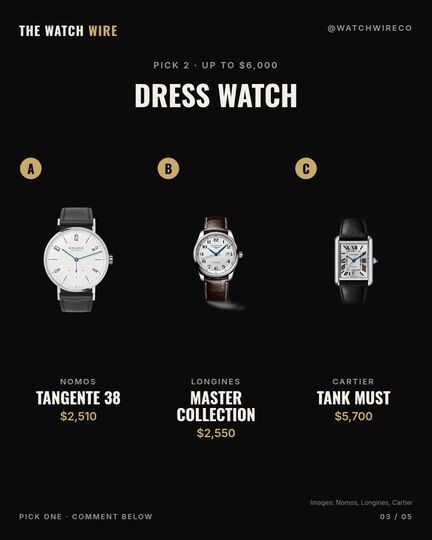 THE WATCH WIRE
@WATCHWIRECO
PICK 2 · UP TO $6,000
DRESS WATCH
A
B
C
NOMOS
TANGENTE 38
$2,510
LONGINES
MASTER
COLLECTION
$2,550
CARTIER
TANK MUST
$5,700
Images: Nomos, Longines, Cartier
PICK ONE · COMMENT BELOW
03 / 05